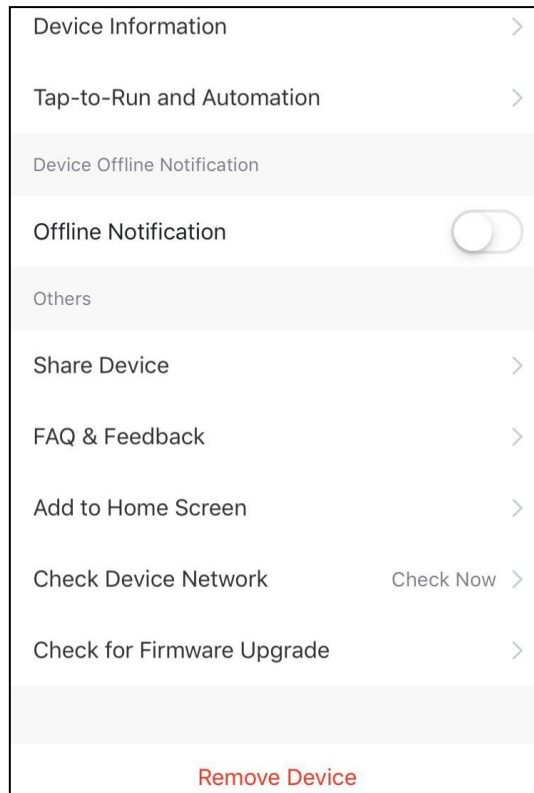 Device Information
Tap-to-Run and Automation
Device Offline Notification
Offline Notification
Others
Share Device
FAQ & Feedback
Add to Home Screen
Check Device Network Check Now
Check for Firmware Upgrade
Remove Device